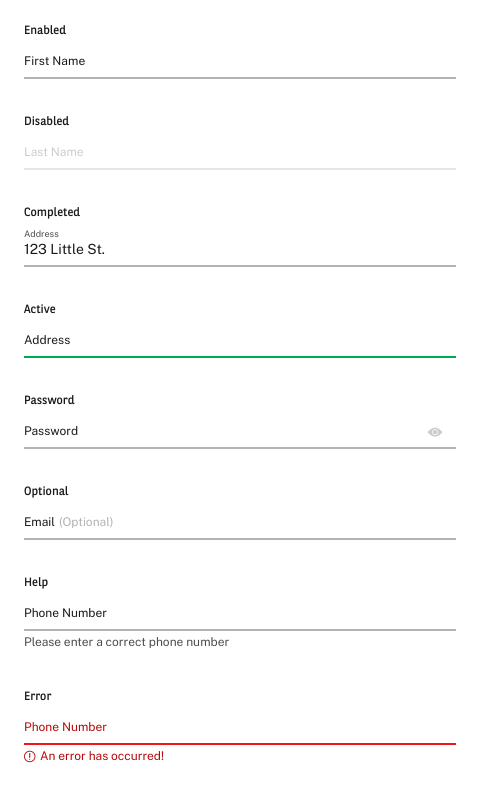 Enabled
First Name
Disabled
Last Name
Completed
Address
123 Little St.
Active
Address
Password
Password
Optional
Email (Optional)
Help
Phone Number
Please enter a correct phone number
Error
Phone Number
An error has occurred!